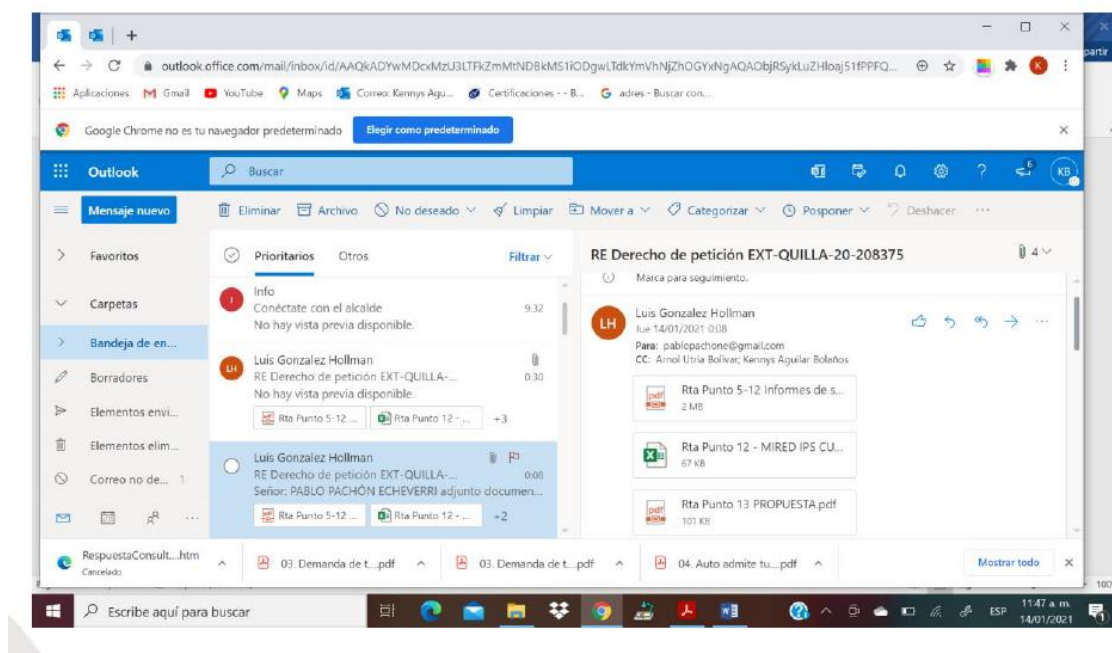 partir
outlook.office.com/mail/inbox/id/
Aplicaciones
Gmail
YouTube
Maps
Correo: Kennys Agu...
Certificaciones - - B...
adres - Buscar con...
Google Chrome no es tu navegador predeterminado
Elegir como predeterminado
Outlook
Buscar
6
KB
Mensaje nuevo
Eliminar
Archivo
No deseado
Limpiar
Mover a
Categorizar
Posponer
Deshacer
Favoritos
Carpetas
Bandeja de en...
Borradores
Elementos envi...
Elementos elim...
Correo no de... 1
Prioritarios
Otros
Filtrar
I
Info
Conéctate con el alcalde
9:32
No hay vista previa disponible.
LH
Luis Gonzalez Hollman
RE Derecho de petición EXT-QUILLA-...
0:30
No hay vista previa disponible.
Rta Punto 5-12 ...
Rta Punto 12 - ...
+3
Luis Gonzalez Hollman
RE Derecho de petición EXT-QUILLA-...
0:08
Señor: PABLO PACHÓN ECHEVERRI adjunto documen...
Rta Punto 5-12 ...
Rta Punto 12 - ...
+2
RE Derecho de petición EXT-QUILLA-20-208375
4
Marca para seguimiento.
LH
Luis Gonzalez Hollman
Jue 14/01/2021 0:08
Para: pablopachone@gmail.com
CC: Arnol Utria Bolivar; Kennys Aguilar Bolaños
Rta Punto 5-12 Informes de s...
2 MB
Rta Punto 12 - MIRED IPS CU...
67 KB
Rta Punto 13 PROPUESTA.pdf
101 KB
RespuestaConsult....htm
Cancelado
03. Demanda de t....pdf
03. Demanda de t....pdf
04. Auto admite tu....pdf
Mostrar todo
100
Escribe aquí para buscar
ESP
11:47 a. m.
14/01/2021
1